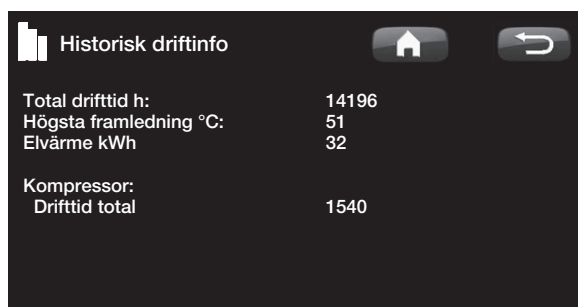 Historisk driftinfo
Total drifttid h: 14196
Högsta framledning °C: 51
Elvärme kWh 32
Kompressor:
Drifttid total 1540